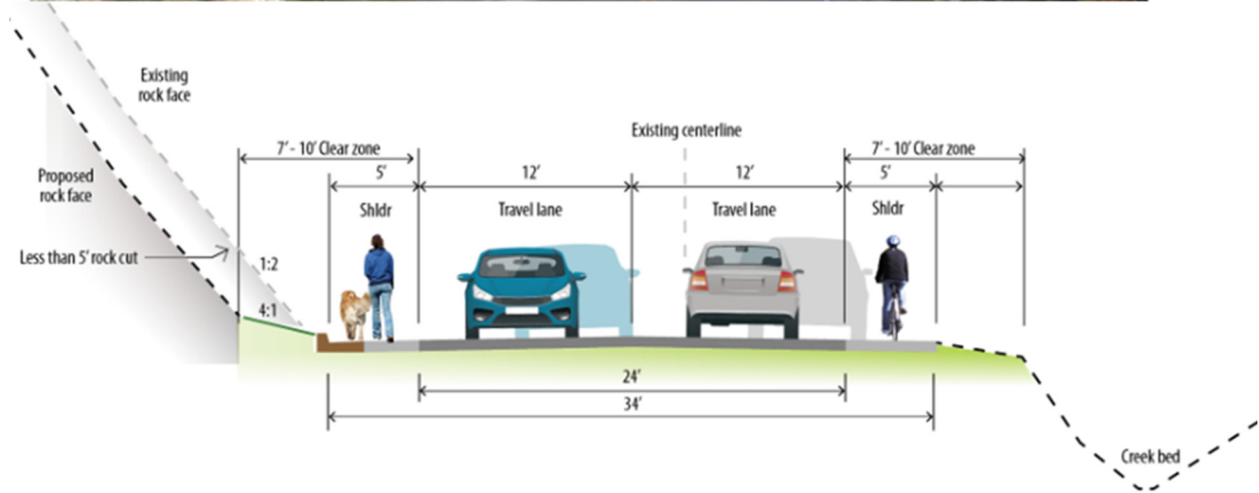 Existing
rock face
Existing centerline
7' - 10' Clear zone
7' - 10' Clear zone
Proposed
rock face
5'
12'
12'
5'
Shldr
Travel lane
Travel lane
Shldr
Less than 5' rock cut
1:2
4:1
24'
34'
Creek bed